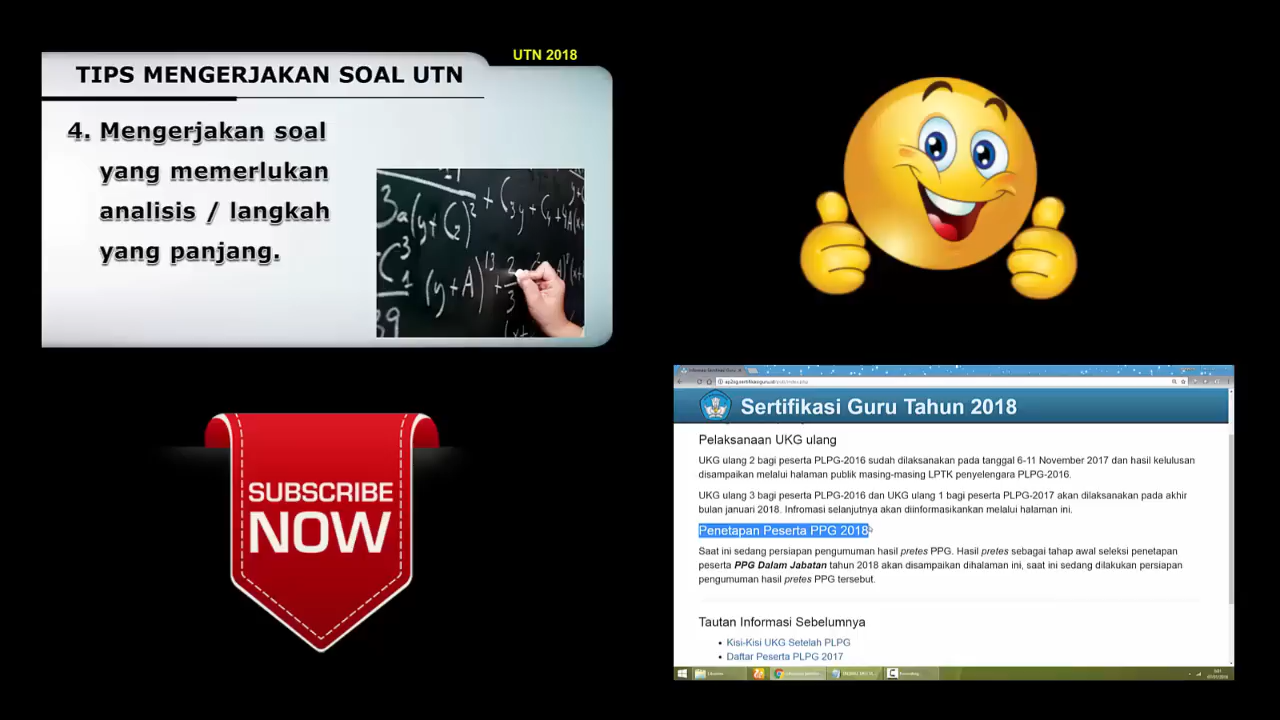 UTN 2018
TIPS MENGERJAKAN SOAL UTN
4. Mengerjakan soal
yang memerlukan
analisis / langkah
yang panjang.
SUBSCRIBE
NOW
Sertifikasi Guru Tahun 2018
Pelaksanaan UKG ulang
UKG ulang 2 bagi peserta PLPG-2016 sudah dilaksanakan pada tanggal 6-11 November 2017 dan hasil kelulusan
disampaikan melalui halaman publik masing-masing LPTK penyelengara PLPG-2016.
UKG ulang 3 bagi peserta PLPG-2016 dan UKG ulang 1 bagi peserta PLPG-2017 akan dilaksanakan pada akhir
bulan januari 2018. Infromasi selanjutnya akan diinformasikankan melalui halaman ini.
Penetapan Peserta PPG 2018
Saat ini sedang persiapan pengumuman hasil pretes PPG. Hasil pretes sebagai tahap awal seleksi penetapan
peserta PPG Dalam Jabatan tahun 2018 akan disampaikan dihalaman ini, saat ini sedang dilakukan persiapan
pengumuman hasil pretes PPG tersebut.
Tautan Informasi Sebelumnya
• Kisi-Kisi UKG Setelah PLPG
• Daftar Peserta PLPG 2017